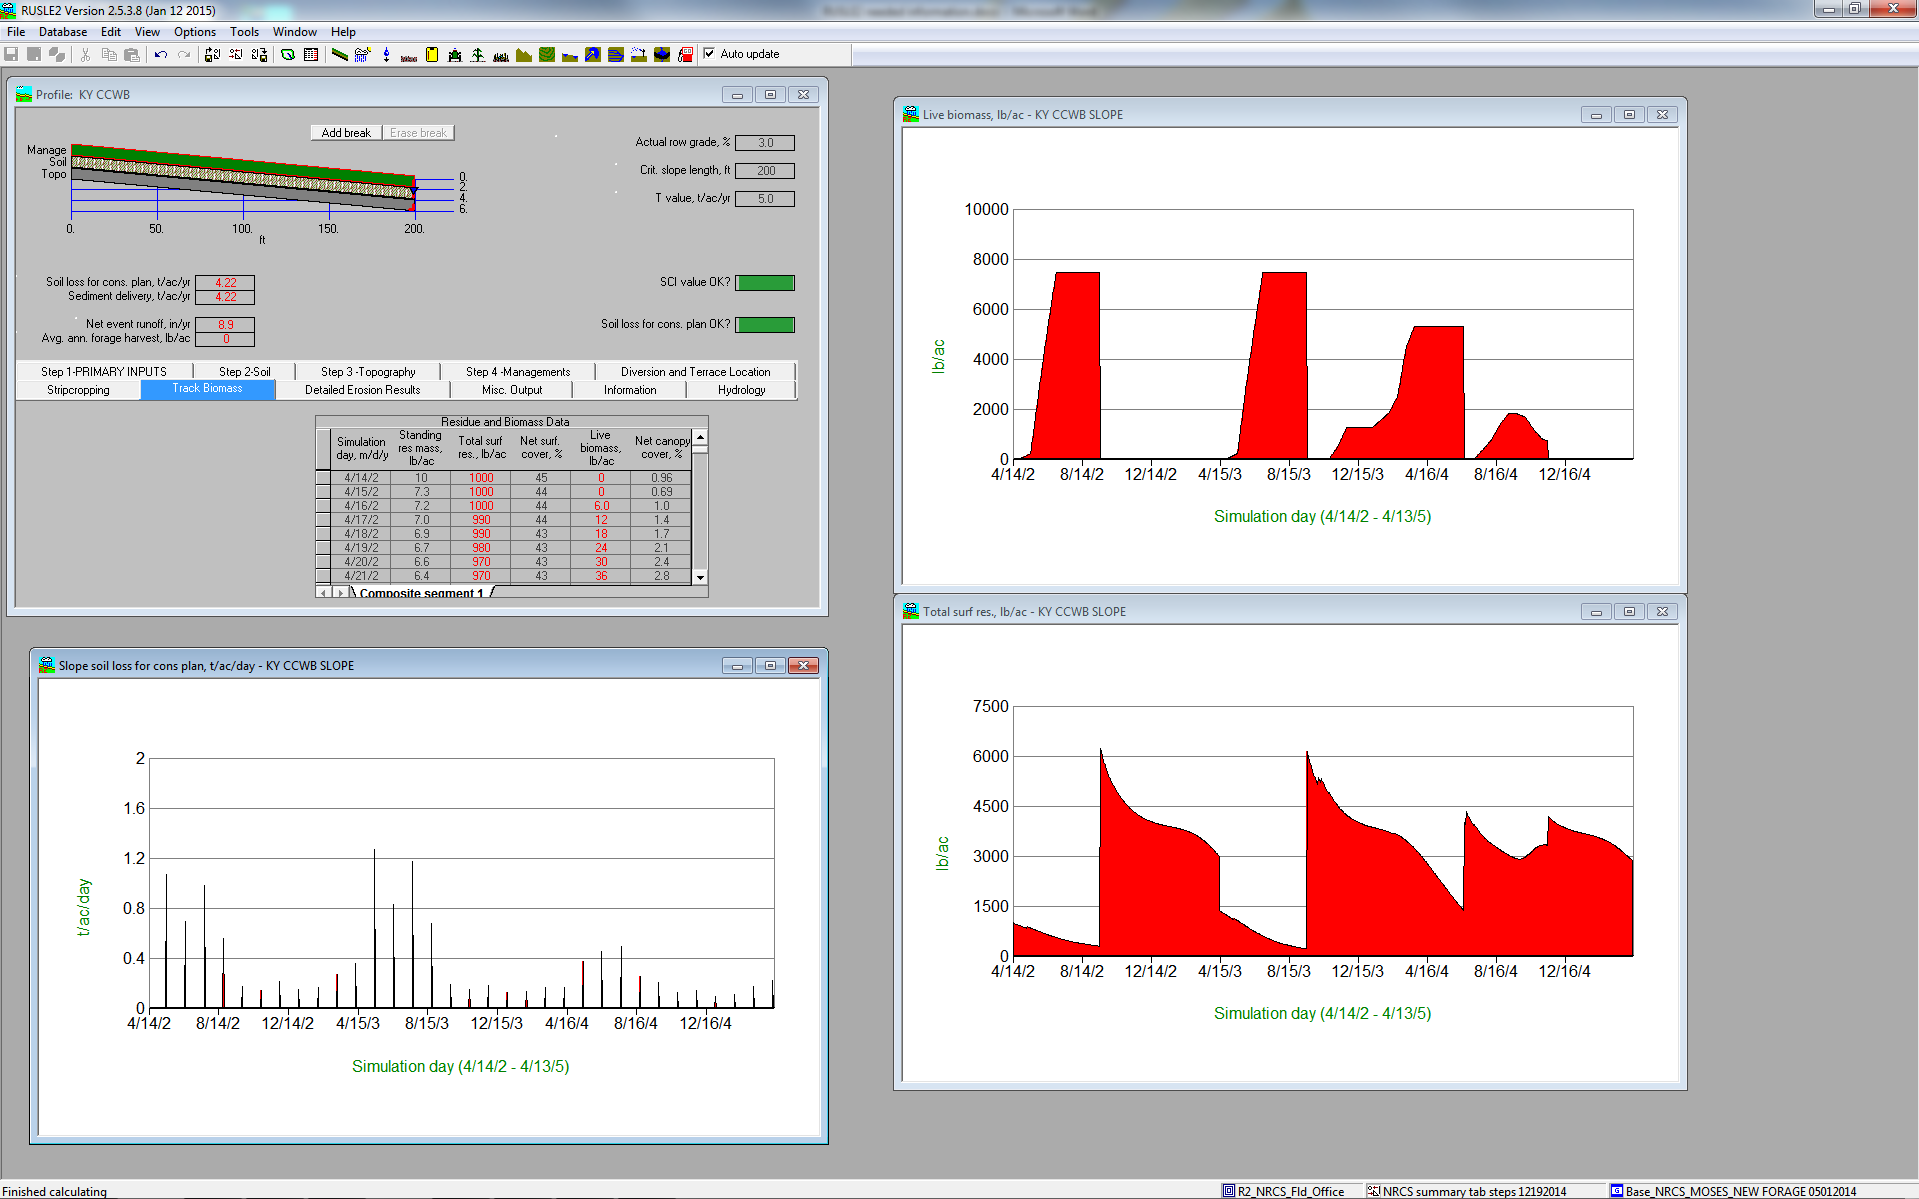 RUSLE2 Version 2.5.3.8 (Jan 12 2015)
File Database Edit View Options Tools Window Help
Auto update
Profile: KY CCWB
Add break Erase break
Manage
Soil
Topo
0.
2.
4.
6.
0. 50. 100. 150. 200.
ft
Actual row grade, % 3.0
Crit. slope length, ft 200
T value, t/ac/yr 5.0
Soil loss for cons. plan, t/ac/yr 4.22
Sediment delivery, t/ac/yr 4.22
Net event runoff, in/yr 8.9
Avg. ann. forage harvest, lb/ac 0
SCI value OK?
Soil loss for cons. plan OK?
Step 1-PRIMARY INPUTS Step 2-Soil Step 3 -Topography Step 4 -Managements Diversion and Terrace Location
Stripcropping Track Biomass Detailed Erosion Results Misc. Output Information Hydrology
Residue and Biomass Data
Simulation day, m/d/y Standing res mass, lb/ac Total surf res., lb/ac Net surf. cover, % Live biomass, lb/ac Net canopy cover, %
4/14/2 10 1000 45 0 0.96
4/15/2 7.3 1000 44 0 0.69
4/16/2 7.2 1000 44 6.0 1.0
4/17/2 7.0 990 44 12 1.4
4/18/2 6.9 990 43 18 1.7
4/19/2 6.7 980 43 24 2.1
4/20/2 6.6 970 43 30 2.4
4/21/2 6.4 970 43 36 2.8
Composite segment 1
Slope soil loss for cons plan, t/ac/day - KY CCWB SLOPE
2
1.6
1.2
0.8
0.4
0
t/ac/day
4/14/2 8/14/2 12/14/2 4/15/3 8/15/3 12/15/3 4/16/4 8/16/4 12/16/4
Simulation day (4/14/2 - 4/13/5)
Live biomass, lb/ac - KY CCWB SLOPE
10000
8000
6000
4000
2000
0
lb/ac
4/14/2 8/14/2 12/14/2 4/15/3 8/15/3 12/15/3 4/16/4 8/16/4 12/16/4
Simulation day (4/14/2 - 4/13/5)
Total surf res., lb/ac - KY CCWB SLOPE
7500
6000
4500
3000
1500
0
lb/ac
4/14/2 8/14/2 12/14/2 4/15/3 8/15/3 12/15/3 4/16/4 8/16/4 12/16/4
Simulation day (4/14/2 - 4/13/5)
Finished calculating
R2_NRCS_Fld_Office
NRCS summary tab steps 12192014
Base_NRCS_MOSES_NEW FORAGE 05012014